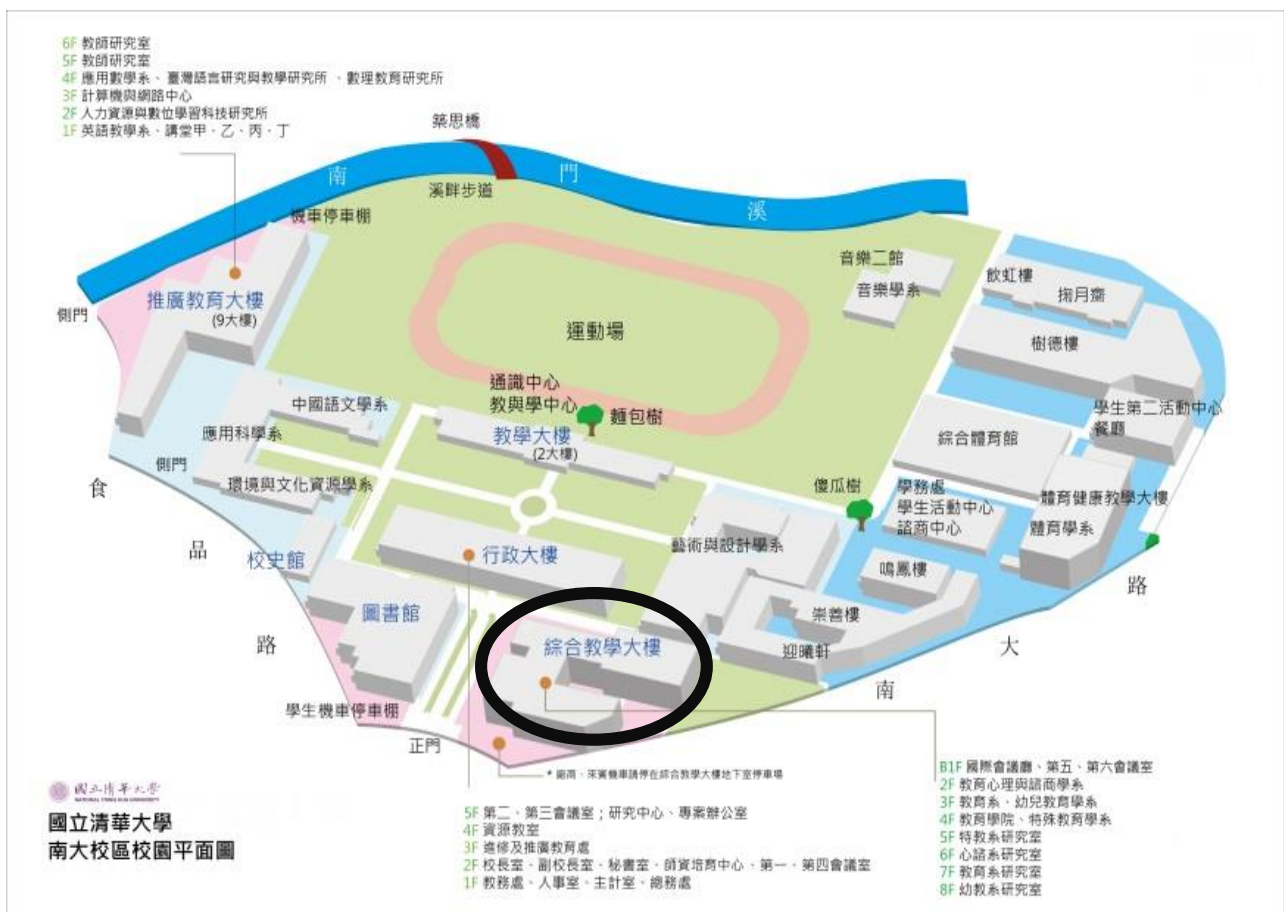 6F 教師研究室
5F 教師研究室
4F 應用數學系、臺灣語言研究與教學研究所、數理教育研究所
3F 計算機與網路中心
2F 人力資源與數位學習科技研究所
1F 英語教學系、講堂甲、乙、丙、丁
築思橋
南門溪
溪畔步道
機車停車棚
側門
推廣教育大樓
(9大樓)
音樂二館
音樂學系
飲虹樓
掬月齋
樹德樓
運動場
通識中心
教與學中心
麵包樹
教學大樓
(2大樓)
中國語文學系
應用科學系
側門
環境與文化資源學系
學生第二活動中心
餐廳
綜合體育館
傻瓜樹
學務處
學生活動中心
諮商中心
體育健康教學大樓
體育學系
食品路
校史館
行政大樓
藝術與設計學系
鳴鳳樓
圖書館
綜合教學大樓
崇善樓
迎曦軒
南大路
學生機車停車棚
正門
* 廠商、來賓機車請停在綜合教學大樓地下室停車場
國立清華大學
NATIONAL TSING HUA UNIVERSITY
國立清華大學
南大校區校園平面圖
5F 第二、第三會議室；研究中心、專案辦公室
4F 資源教室
3F 進修及推廣教育處
2F 校長室、副校長室、秘書室、師資培育中心、第一、第四會議室
1F 教務處、人事室、主計室、總務處
B1F 國際會議廳、第五、第六會議室
2F 教育心理與諮商學系
3F 教育系、幼兒教育學系
4F 教育學院、特殊教育學系
5F 特教系研究室
6F 心諮系研究室
7F 教育系研究室
8F 幼教系研究室